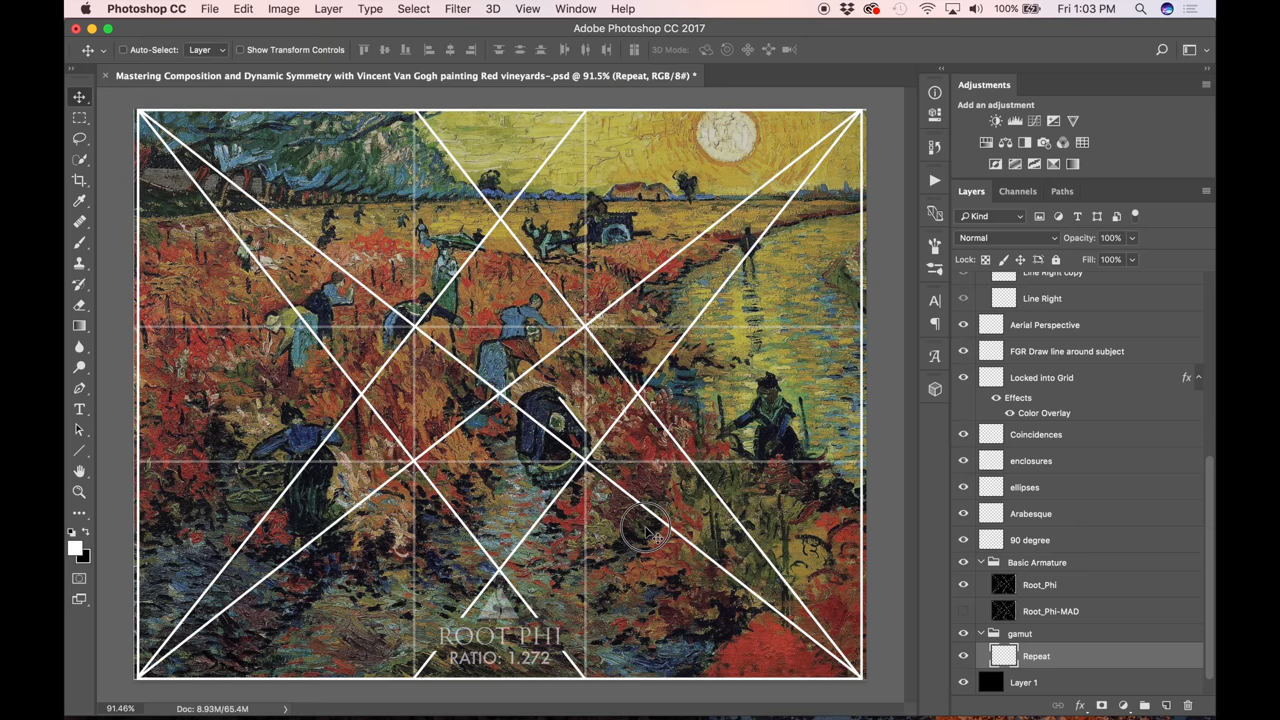 Photoshop CC File Edit Image Layer Type Select Filter 3D View Window Help 100% Fri 1:03 PM
Adobe Photoshop CC 2017
Auto-Select: Layer Show Transform Controls 3D Mode:
Mastering Composition and Dynamic Symmetry with Vincent Van Gogh painting Red vineyards-.psd @ 91.5% (Repeat, RGB/8#) *
Adjustments
Add an adjustment
Layers Channels Paths
Kind
Normal Opacity: 100%
Lock: Fill: 100%
Line Right copy
Line Right
Aerial Perspective
FGR Draw line around subject
Locked into Grid fx
Effects
Color Overlay
Coincidences
enclosures
ellipses
Arabesque
90 degree
Basic Armature
Root_Phi
Root_Phi-MAD
gamut
Repeat
Layer 1
ROOT PHI
RATIO: 1.272
91.46% Doc: 8.93M/65.4M